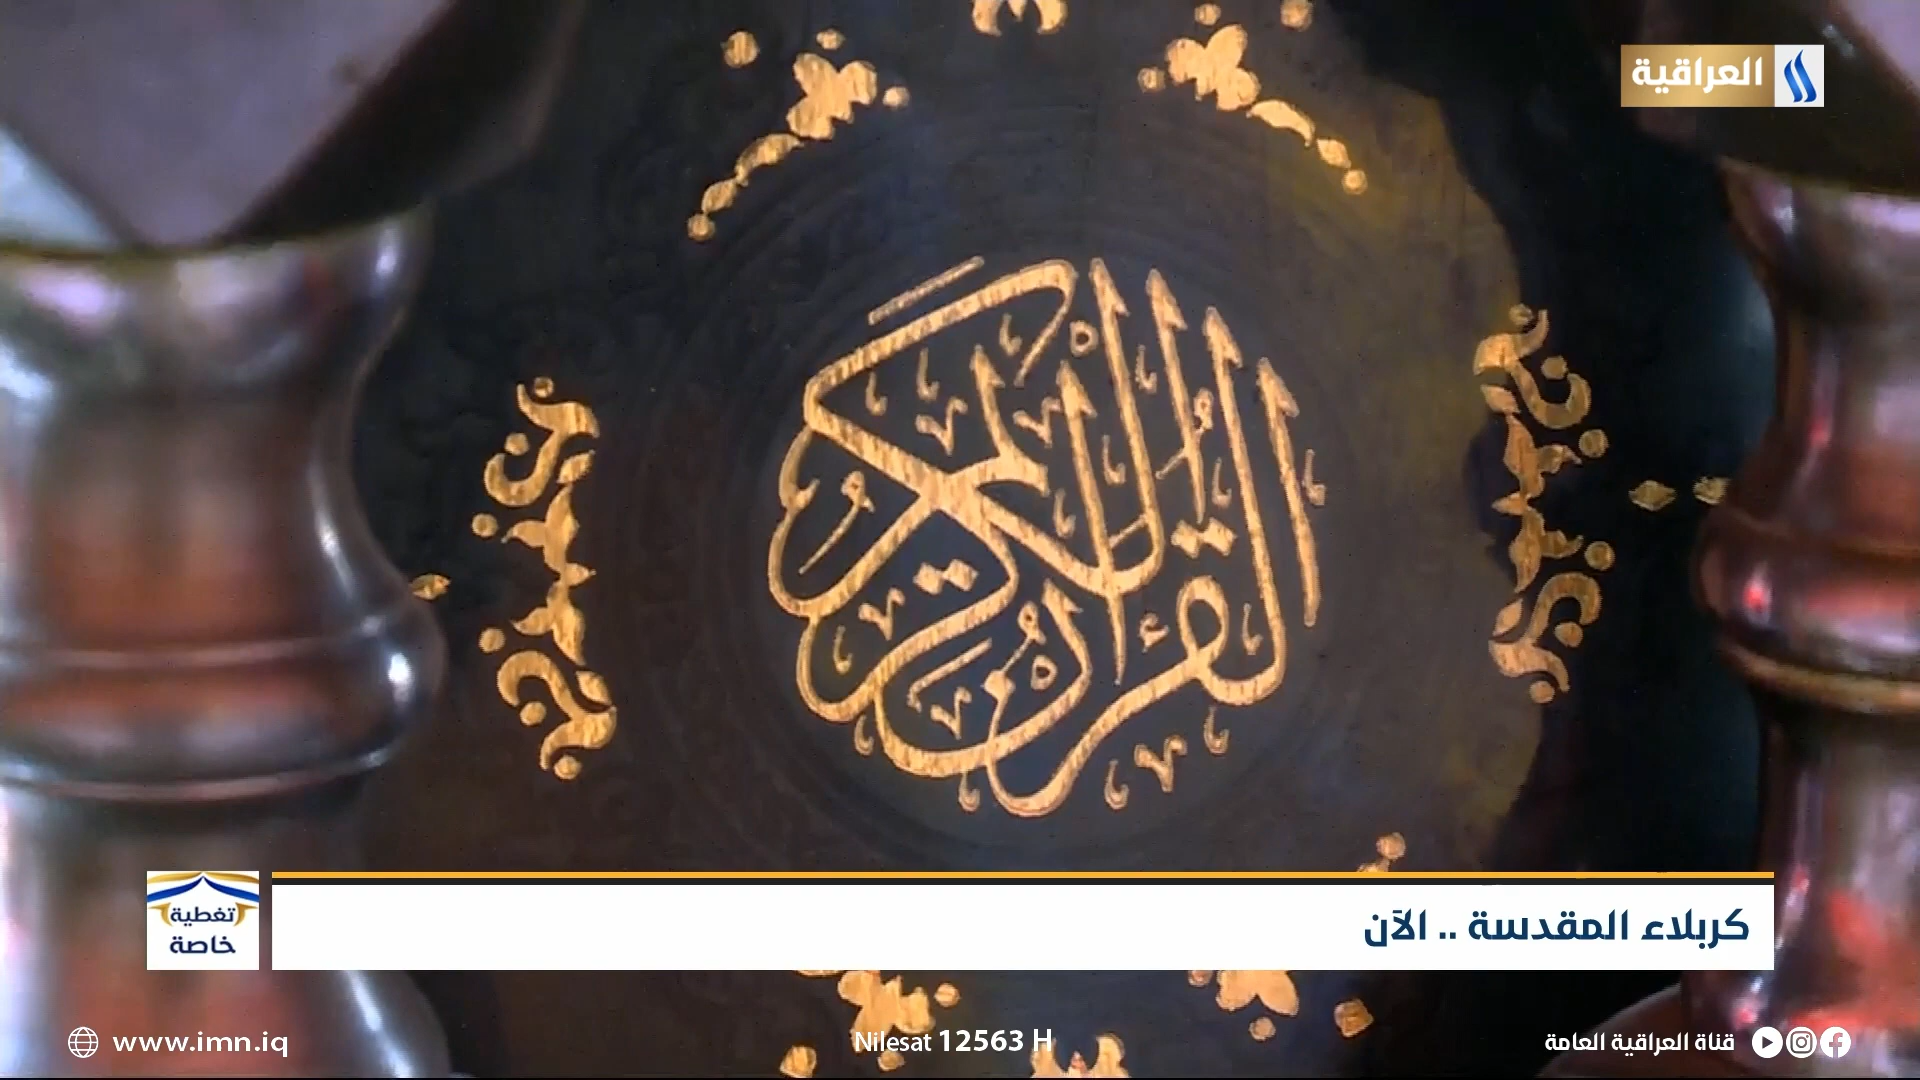 العراقية
القرآن الكريم
كربلاء المقدسة .. الآن
تغطية
خاصة
www.imn.iq
Nilesat 12563 H
قناة العراقية العامة